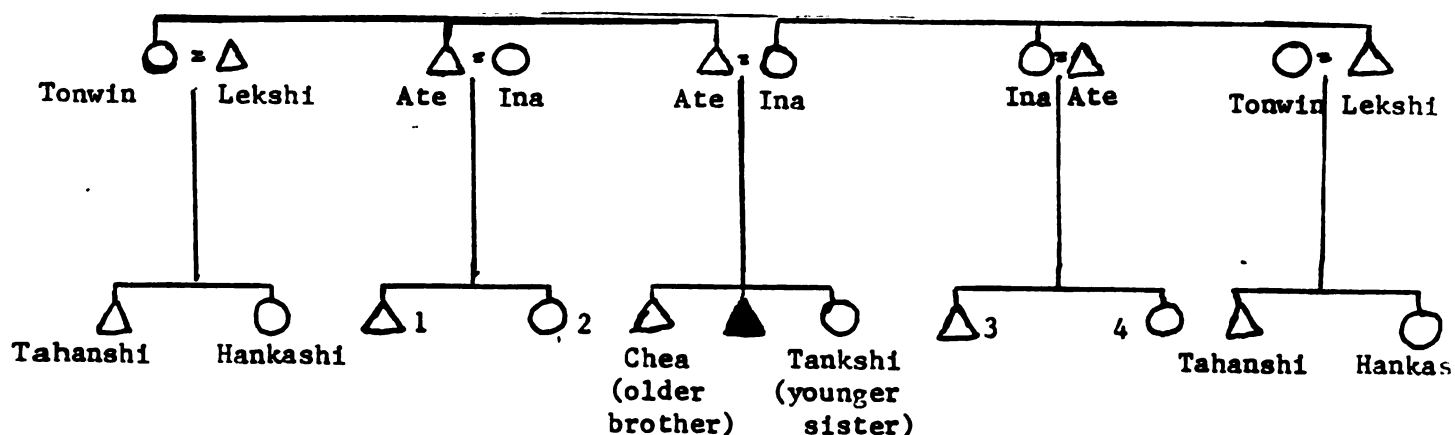 Tonwin Lekshi Ate Ina Ate Ina Ina Ate Tonwin Lekshi
1 2 3 4
Tahanshi Hankashi Chea Tankshi Tahanshi Hankas
(older (younger
brother) sister)